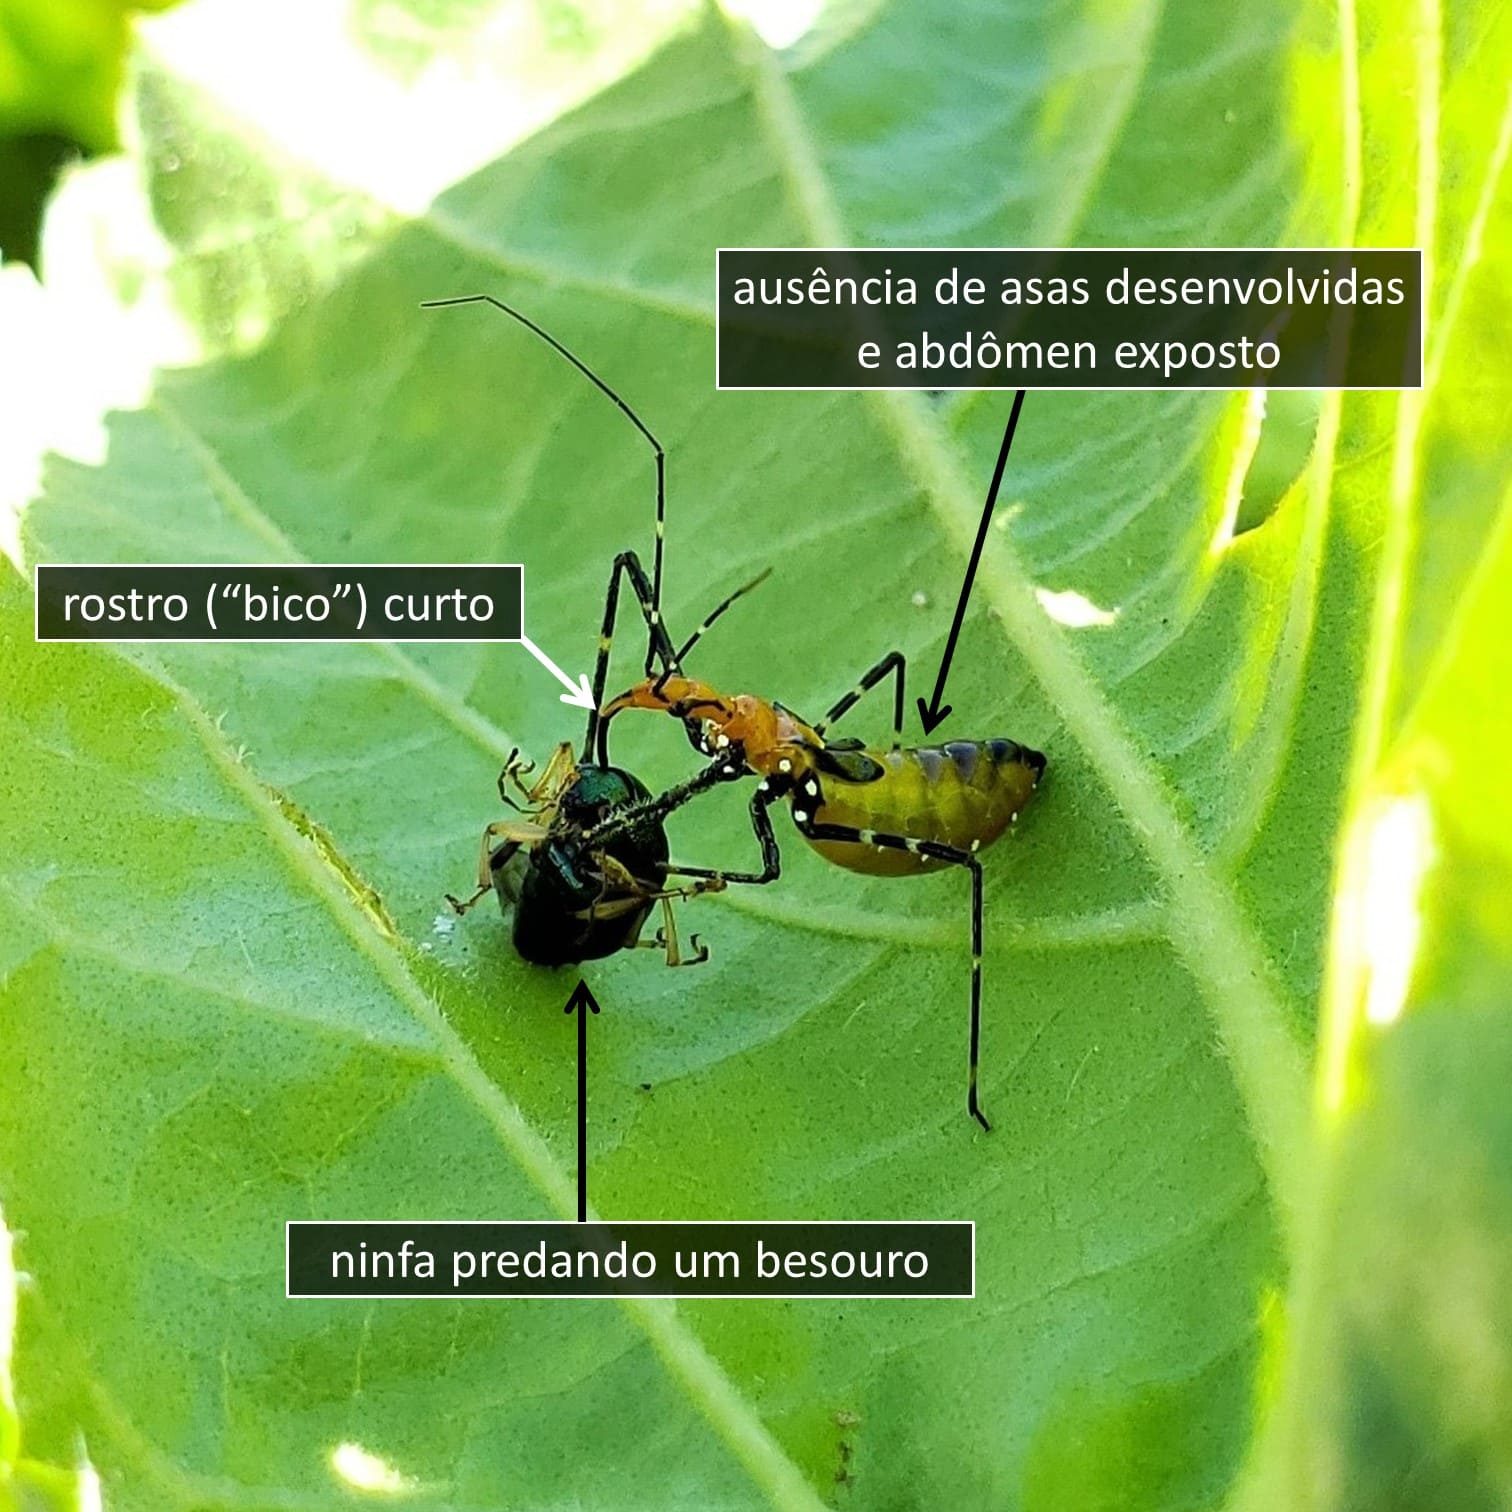 ausência de asas desenvolvidas
e abdômen exposto
rostro (“bico”) curto
ninfa predando um besouro